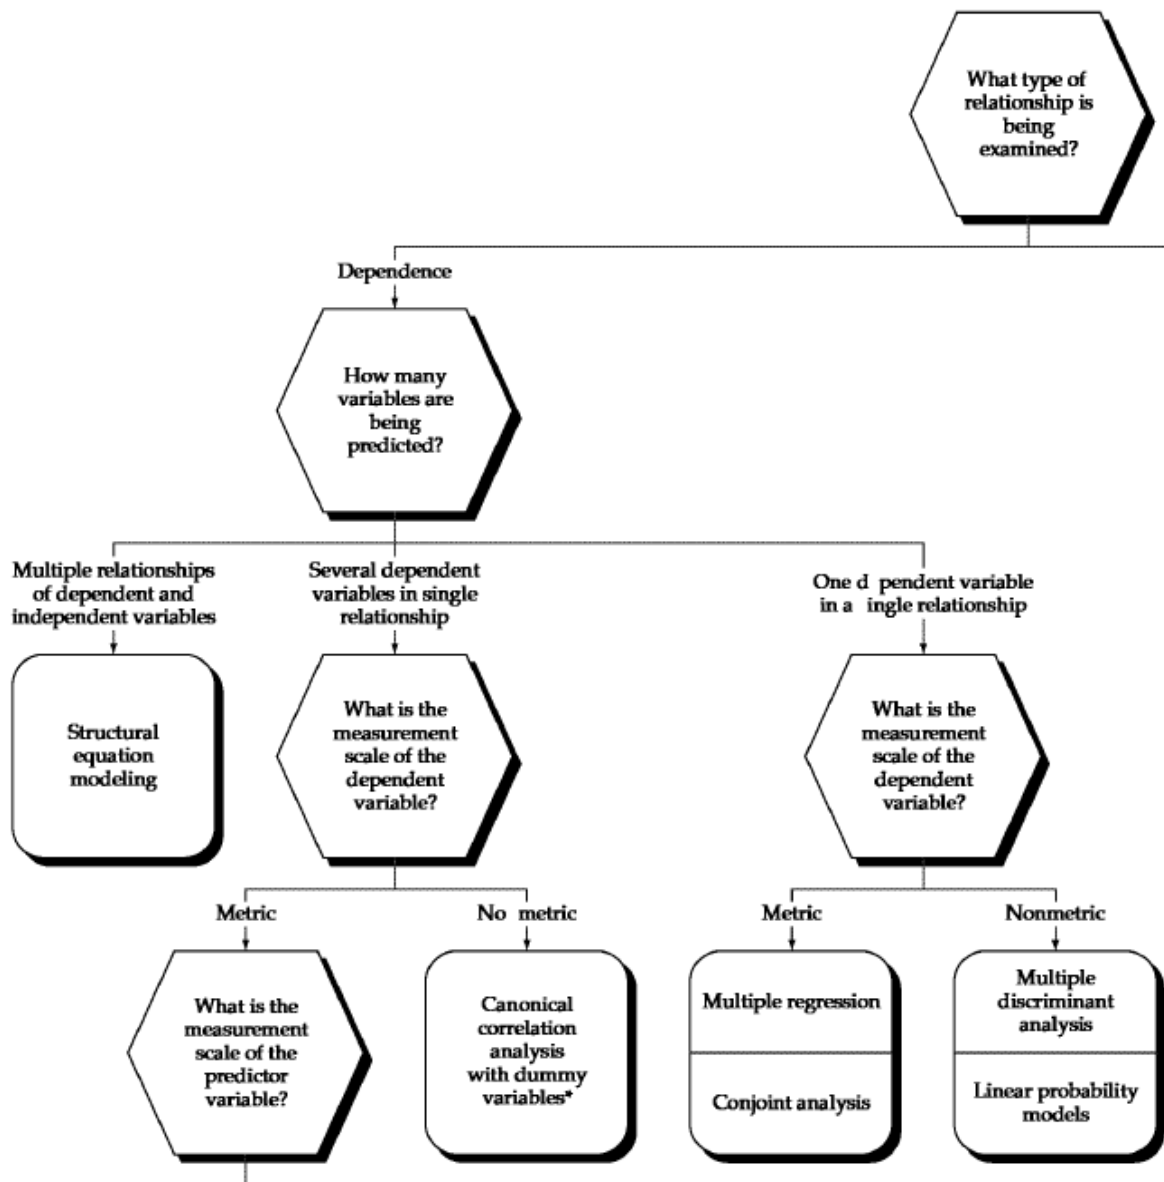 What type of
relationship is
being
examined?
Dependence
How many
variables are
being
predicted?
Multiple relationships
of dependent and
independent variables
Several dependent
variables in single
relationship
One d pendent variable
in a ingle relationship
Structural
equation
modeling
What is the
measurement
scale of the
dependent
variable?
What is the
measurement
scale of the
dependent
variable?
Metric
No metric
Metric
Nonmetric
What is the
measurement
scale of the
predictor
variable?
Canonical
correlation
analysis
with dummy
variables*
Multiple regression
Conjoint analysis
Multiple
discriminant
analysis
Linear probability
models